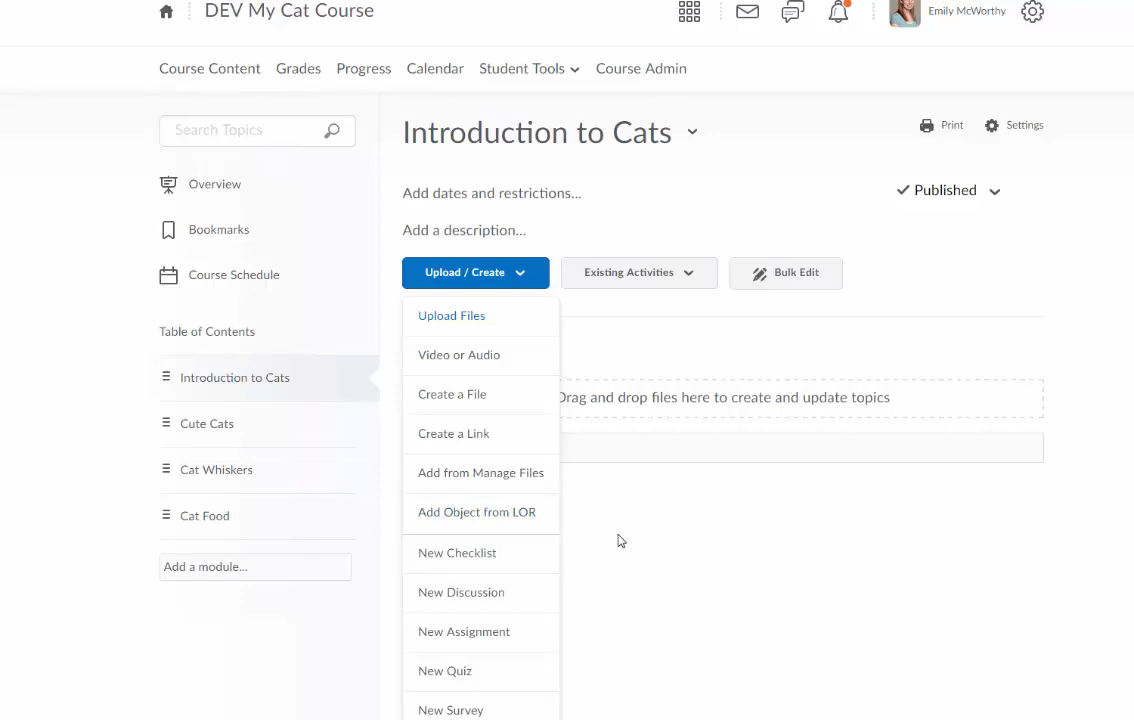 DEV My Cat Course
Emily McWorthy
Course Content
Grades
Progress
Calendar
Student Tools
Course Admin
Search Topics
Overview
Bookmarks
Course Schedule
Table of Contents
Introduction to Cats
Cute Cats
Cat Whiskers
Cat Food
Add a module...
Introduction to Cats
Print
Settings
Add dates and restrictions...
Published
Add a description...
Upload / Create
Existing Activities
Bulk Edit
Upload Files
Video or Audio
Create a File
Create a Link
Add from Manage Files
Add Object from LOR
New Checklist
New Discussion
New Assignment
New Quiz
New Survey
Drag and drop files here to create and update topics